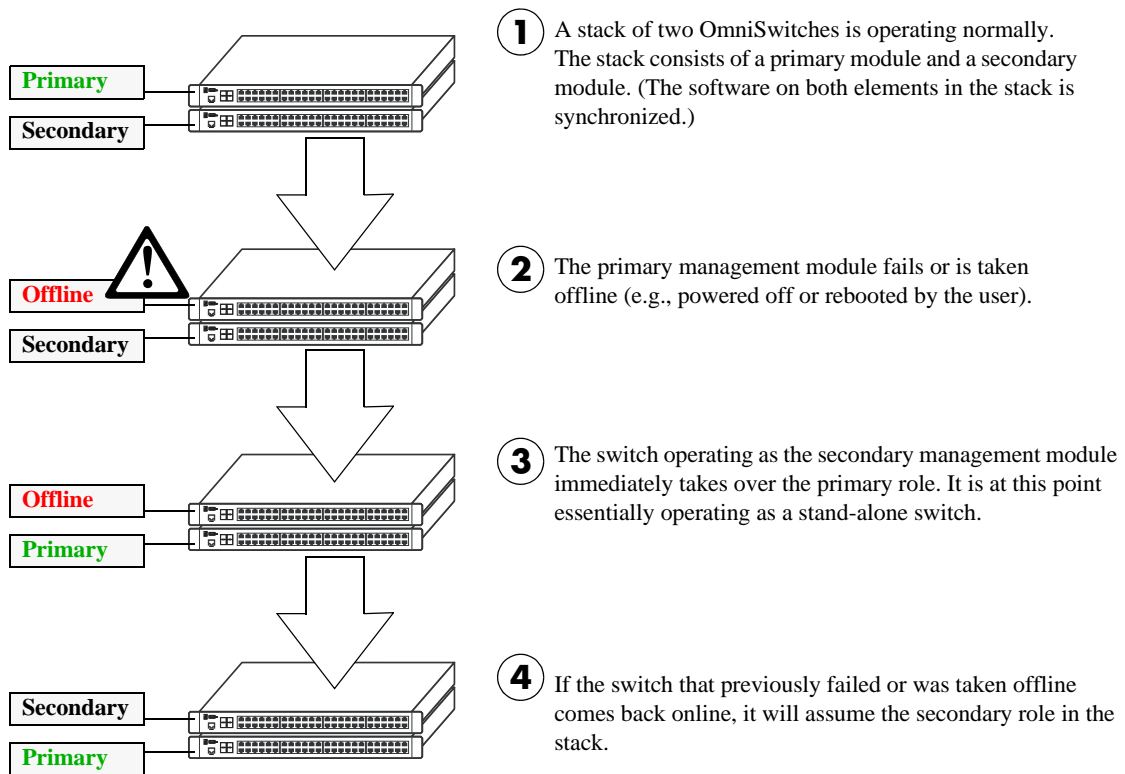 1
A stack of two OmniSwitches is operating normally.
The stack consists of a primary module and a secondary
module. (The software on both elements in the stack is
synchronized.)
Primary
Secondary
2
The primary management module fails or is taken
offline (e.g., powered off or rebooted by the user).
!
Offline
Secondary
3
The switch operating as the secondary management module
immediately takes over the primary role. It is at this point
essentially operating as a stand-alone switch.
Offline
Primary
4
If the switch that previously failed or was taken offline
comes back online, it will assume the secondary role in the
stack.
Secondary
Primary